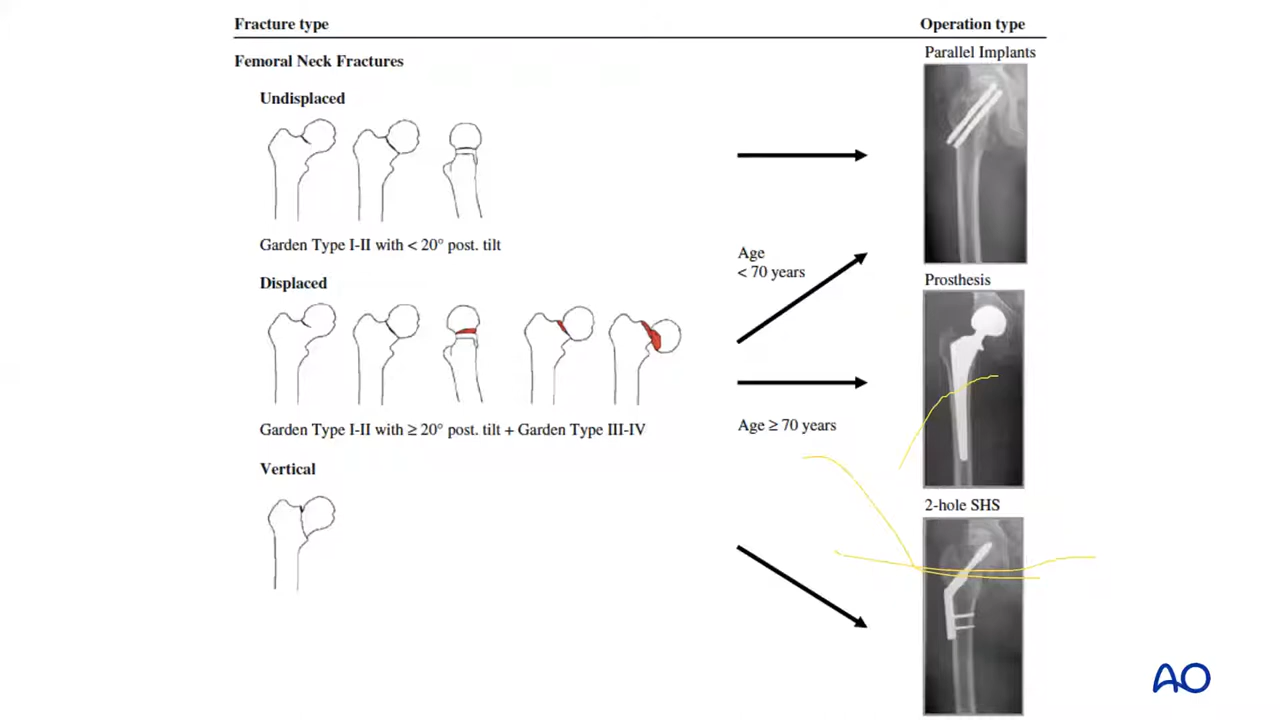 Fracture type
Operation type
Femoral Neck Fractures
Parallel Implants
Undisplaced
Garden Type I-II with < 20° post. tilt
Age
< 70 years
Displaced
Prosthesis
Garden Type I-II with ≥ 20° post. tilt + Garden Type III-IV
Age ≥ 70 years
Vertical
2-hole SHS
AO